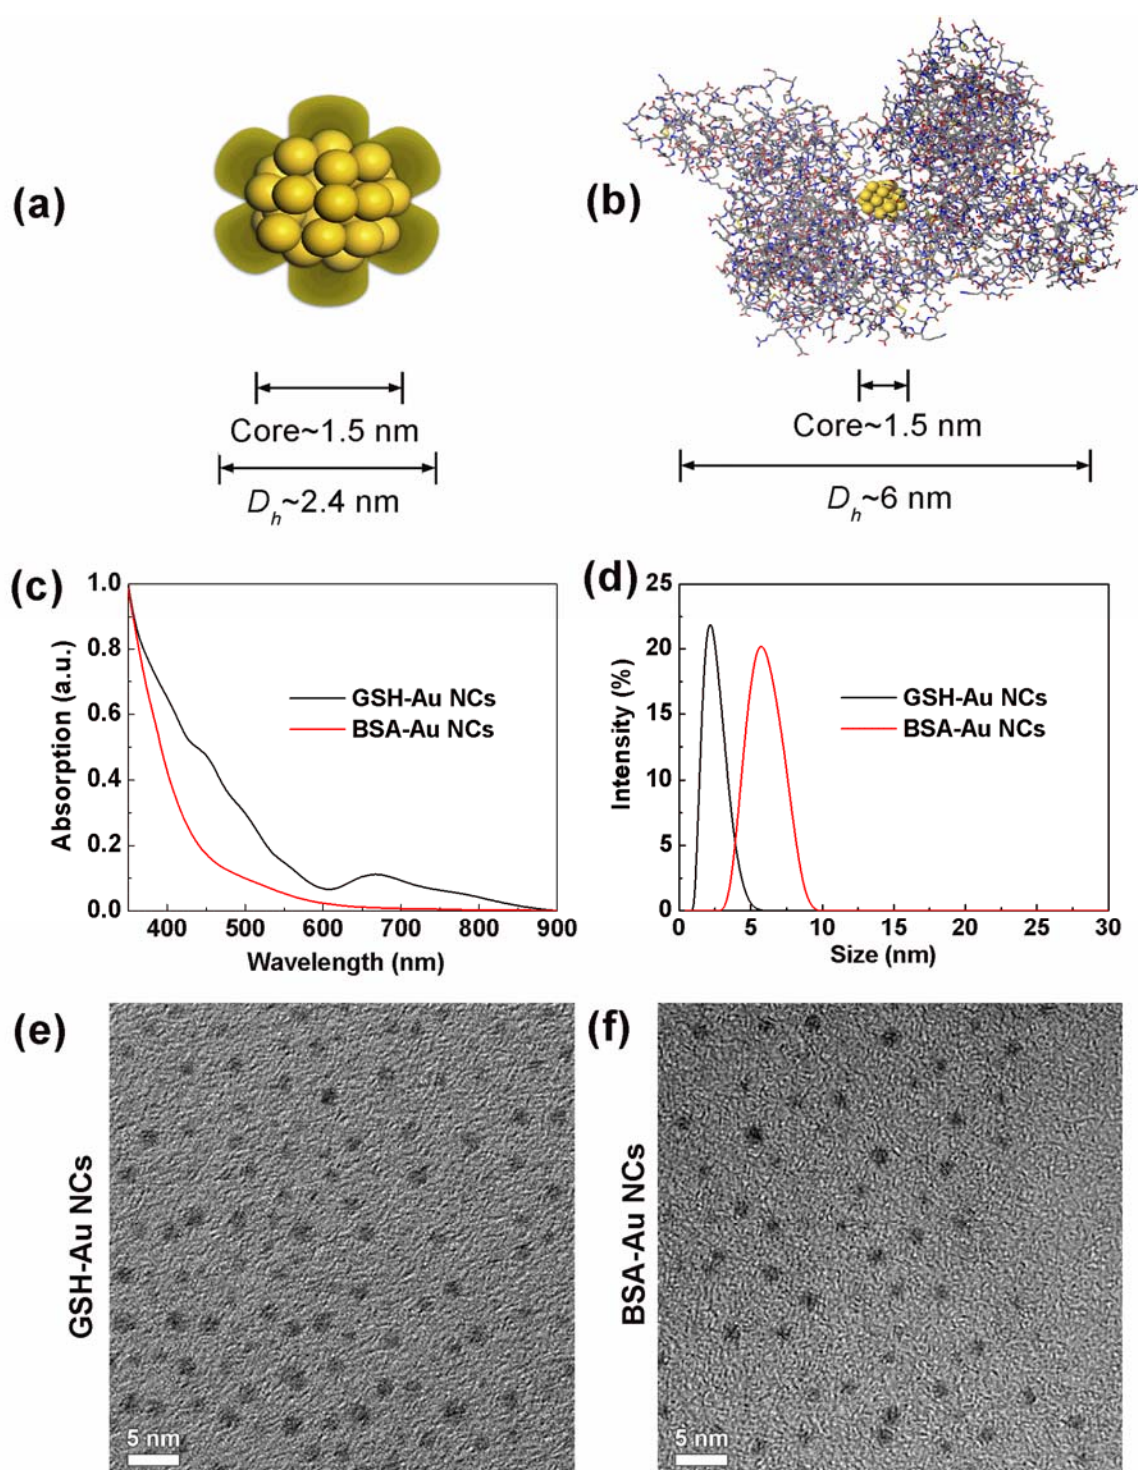 (a)
(b)
Core~1.5 nm
Dh~2.4 nm
Core~1.5 nm
Dh~6 nm
(c)
1.0
0.8
0.6
0.4
0.2
0.0
Absorption (a.u.)
GSH-Au NCs
BSA-Au NCs
400 500 600 700 800 900
Wavelength (nm)
(d)
25
20
15
10
5
0
Intensity (%)
GSH-Au NCs
BSA-Au NCs
0 5 10 15 20 25 30
Size (nm)
(e)
GSH-Au NCs
5 nm
(f)
BSA-Au NCs
5 nm